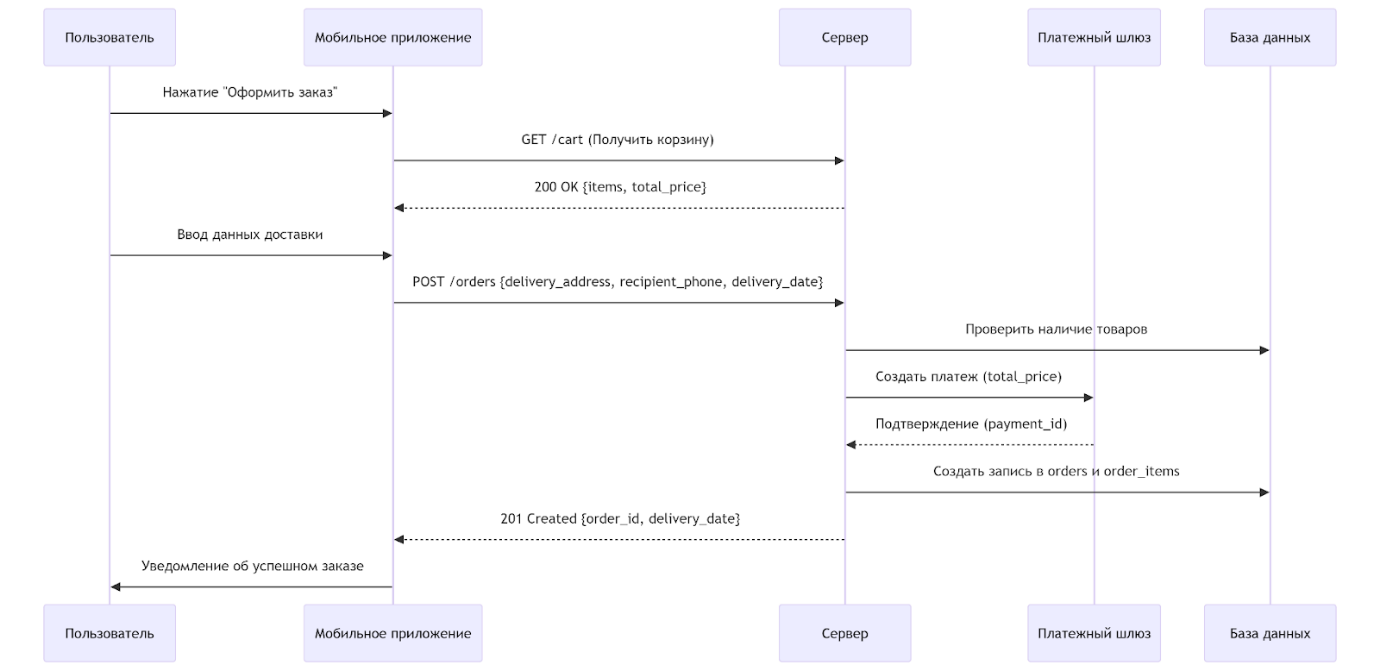 Пользователь
Мобильное приложение
Сервер
Платежный шлюз
База данных
Нажатие "Оформить заказ"
GET /cart (Получить корзину)
200 OK {items, total_price}
Ввод данных доставки
POST /orders {delivery_address, recipient_phone, delivery_date}
Проверить наличие товаров
Создать платеж (total_price)
Подтверждение (payment_id)
Создать запись в orders и order_items
201 Created {order_id, delivery_date}
Уведомление об успешном заказе
Пользователь
Мобильное приложение
Сервер
Платежный шлюз
База данных